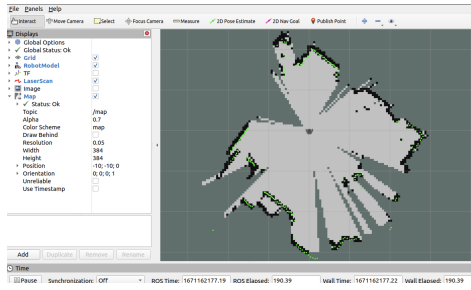 File Panels Help
Interact Move Camera Select Focus Camera Measure 2D Pose Estimate 2D Nav Goal Publish Point
Displays
Global Options
Global Status: Ok
Grid
RobotModel
TF
LaserScan
Image
Map
Status: Ok
Topic /map
Alpha 0.7
Color Scheme map
Draw Behind
Resolution 0.05
Width 384
Height 384
Position -10; -10; 0
Orientation 0; 0; 0; 1
Unreliable
Use Timestamp
Add Duplicate Remove Rename
Time
Pause Synchronization: Off ROS Time: 1671162177.19 ROS Elapsed: 190.39 Wall Time: 1671162177.22 Wall Elapsed: 190.39